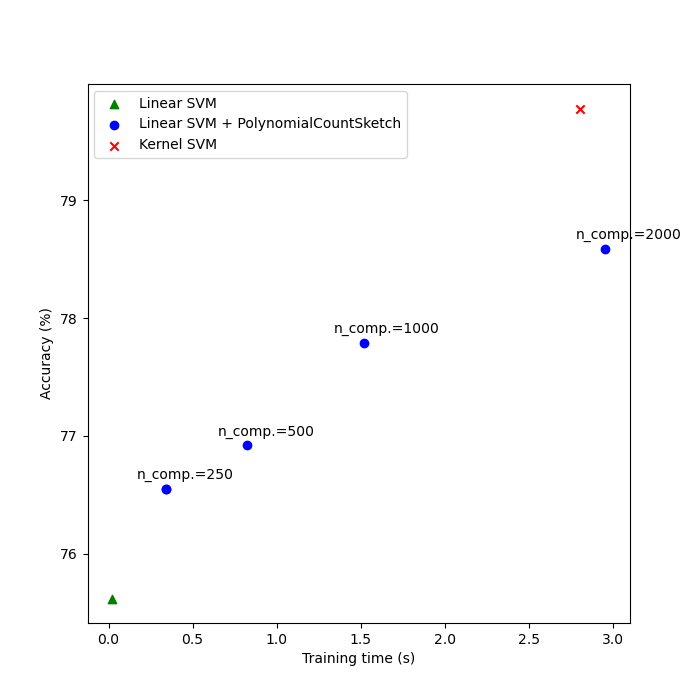 Linear SVM
Linear SVM + PolynomialCountSketch
Kernel SVM
79
78
77
76
Accuracy (%)
n_comp.=2000
n_comp.=1000
n_comp.=500
n_comp.=250
0.0 0.5 1.0 1.5 2.0 2.5 3.0
Training time (s)